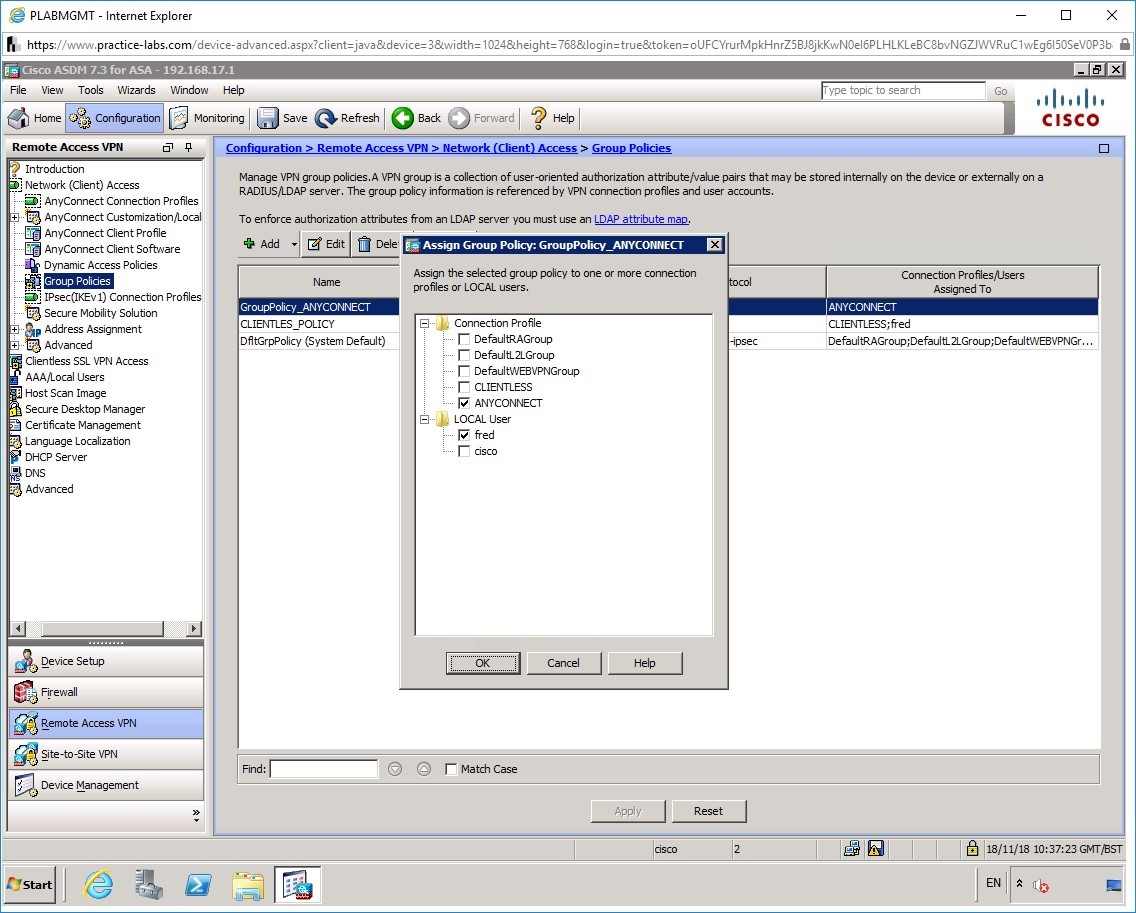 PLABMGMT - Internet Explorer
https://www.practice-labs.com/device-advanced.aspx?client=java&device=3&width=1024&height=768&login=true&token=
Cisco ASDM 7.3 for ASA - 192.168.17.1
File View Tools Wizards Window Help
Type topic to search Go
Home Configuration Monitoring Save Refresh Back Forward Help
CISCO
Remote Access VPN
Introduction
Network (Client) Access
AnyConnect Connection Profiles
AnyConnect Customization/Local
AnyConnect Client Profile
AnyConnect Client Software
Dynamic Access Policies
Group Policies
IPsec(IKEv1) Connection Profiles
Secure Mobility Solution
Address Assignment
Advanced
Clientless SSL VPN Access
AAA/Local Users
Host Scan Image
Secure Desktop Manager
Certificate Management
Language Localization
DHCP Server
DNS
Advanced
Device Setup
Firewall
Remote Access VPN
Site-to-Site VPN
Device Management
Configuration > Remote Access VPN > Network (Client) Access > Group Policies
Manage VPN group policies.A VPN group is a collection of user-oriented authorization attribute/value pairs that may be stored internally on the device or externally on a
RADIUS/LDAP server. The group policy information is referenced by VPN connection profiles and user accounts.
To enforce authorization attributes from an LDAP server you must use an LDAP attribute map.
Add Edit Dele
Name tocol Connection Profiles/Users
Assigned To
GroupPolicy_ANYCONNECT ANYCONNECT
CLIENTLES_POLICY CLIENTLESS;fred
DfltGrpPolicy (System Default) -ipsec DefaultRAGroup;DefaultL2LGroup;DefaultWEBVPNGr...
Assign Group Policy: GroupPolicy_ANYCONNECT
Assign the selected group policy to one or more connection
profiles or LOCAL users.
Connection Profile
DefaultRAGroup
DefaultL2LGroup
DefaultWEBVPNGroup
CLIENTLESS
ANYCONNECT
LOCAL User
fred
cisco
OK Cancel Help
Find: Match Case
Apply Reset
cisco 2 18/11/18 10:37:23 GMT/BST
Start EN